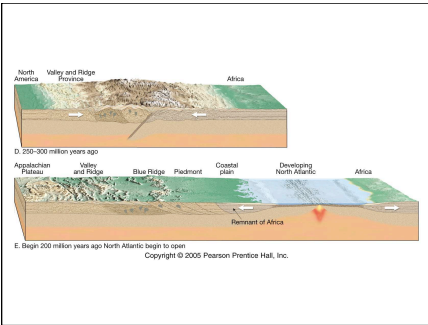 North America
Valley and Ridge Province
Africa
D. 250–300 million years ago
Appalachian Plateau
Valley and Ridge
Blue Ridge
Piedmont
Coastal plain
Developing North Atlantic
Africa
Remnant of Africa
E. Begin 200 million years ago North Atlantic begin to open
Copyright © 2005 Pearson Prentice Hall, Inc.